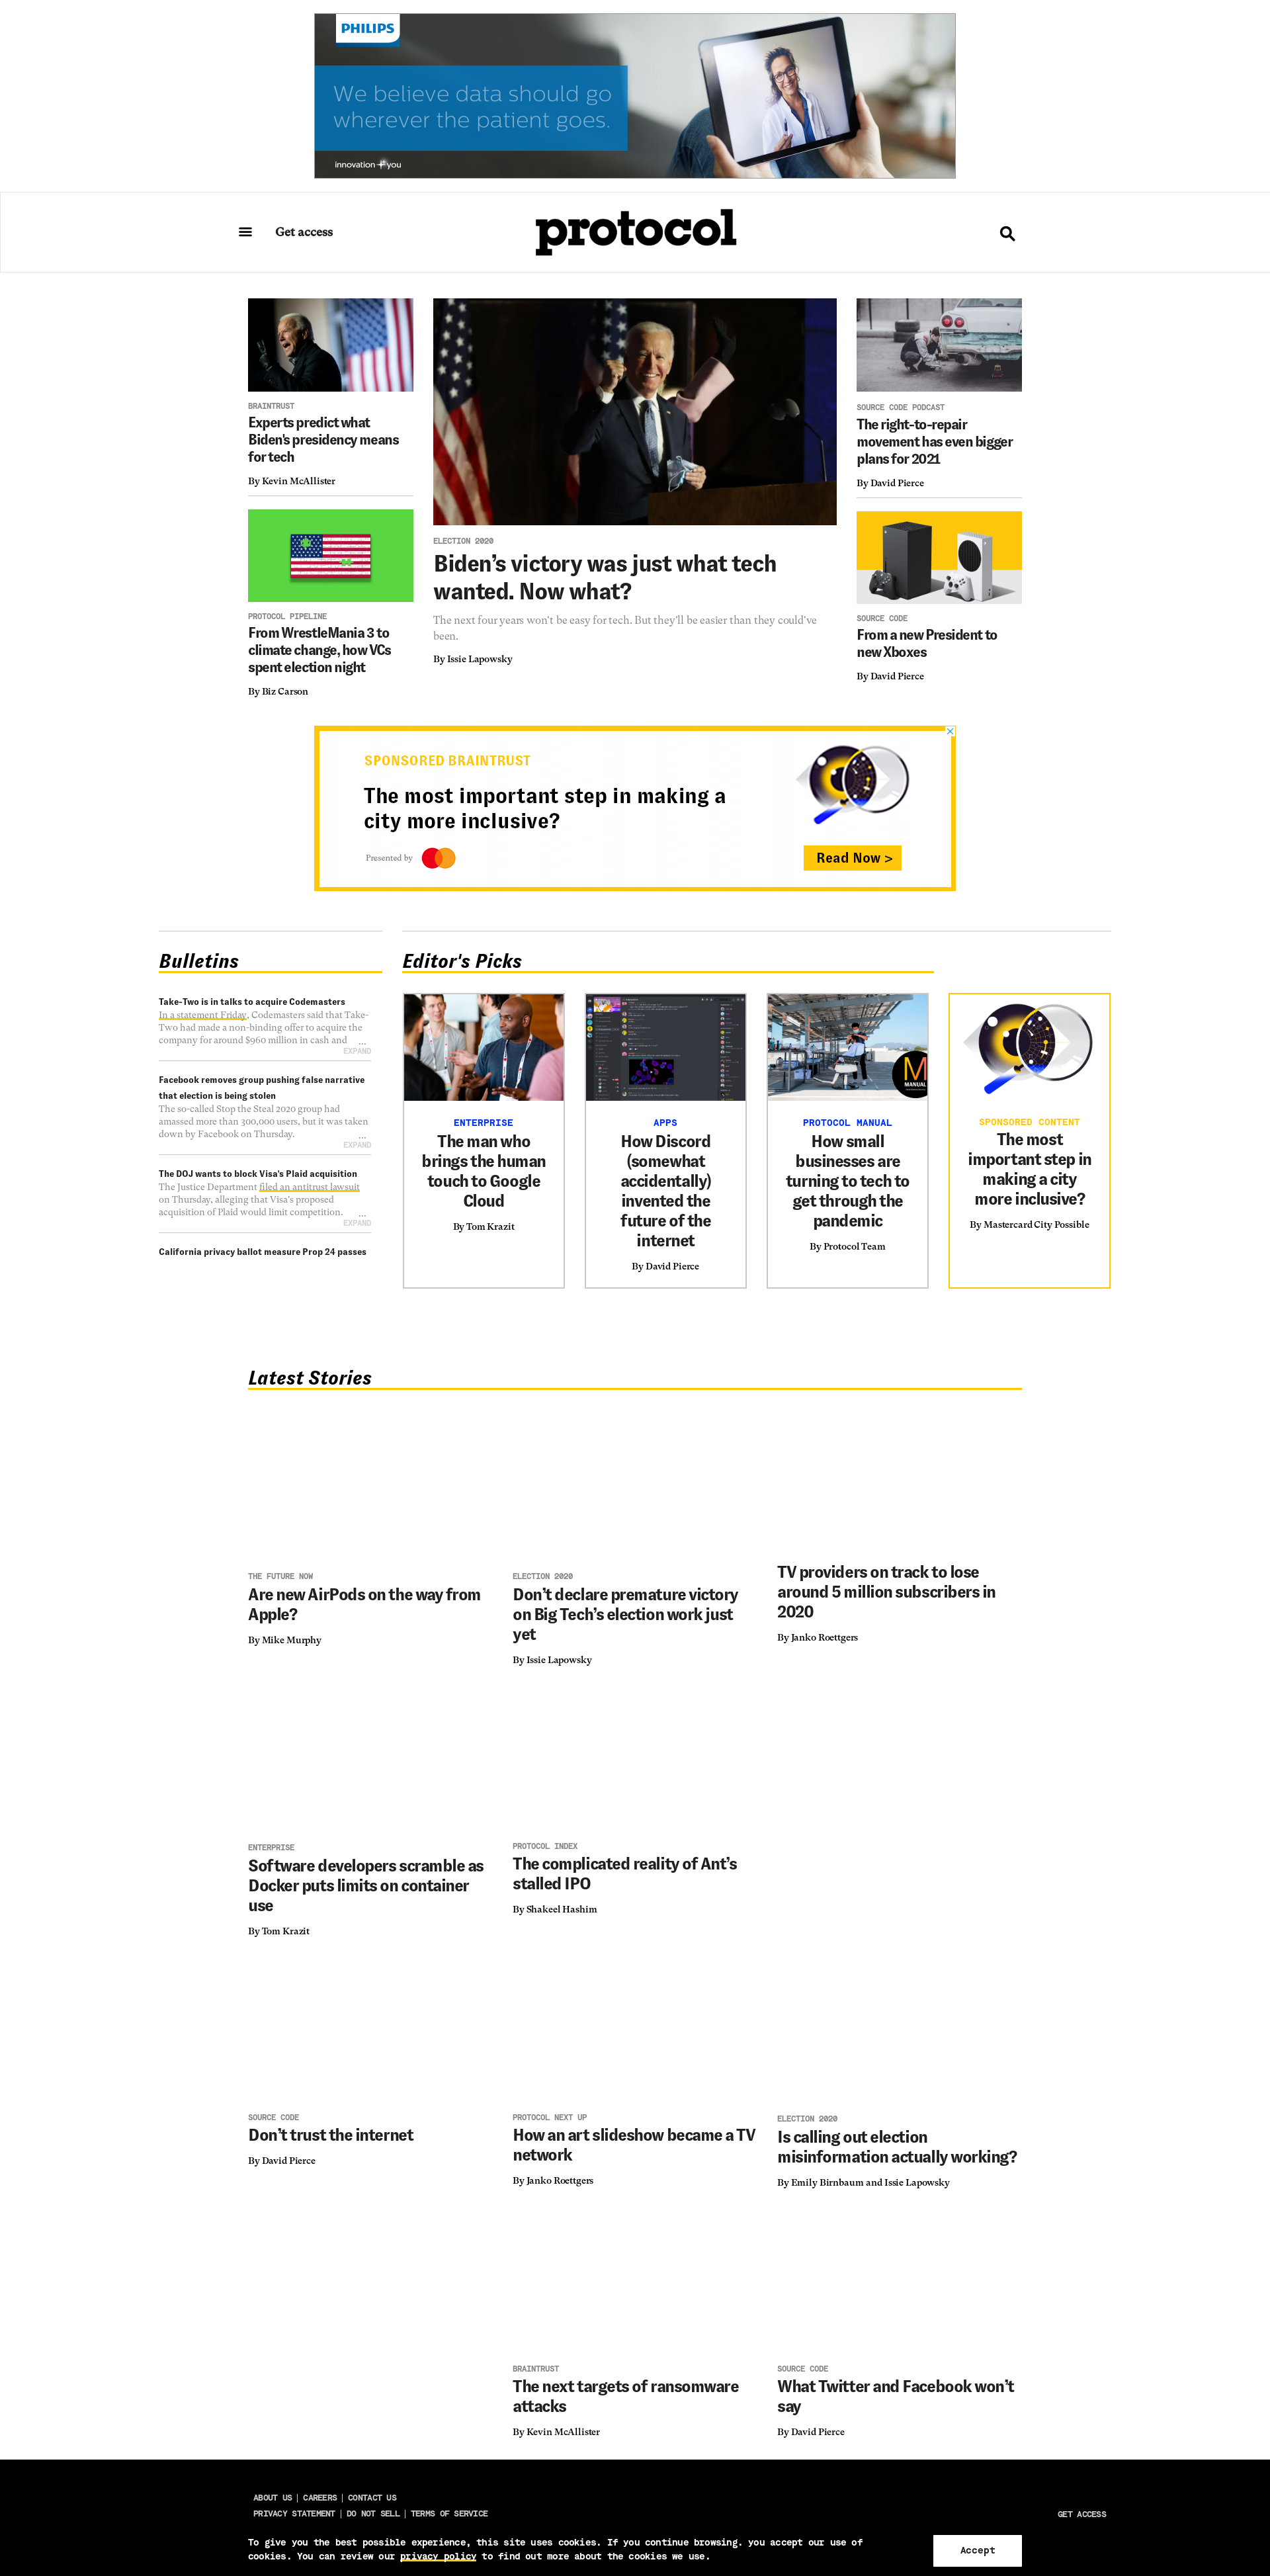 PHILIPS
We believe data should go
wherever the patient goes.
innovation+you
Get access
protocol
BRAINTRUST
Experts predict what
Biden's presidency means
for tech
By Kevin McAllister
PROTOCOL PIPELINE
From WrestleMania 3 to
climate change, how VCs
spent election night
By Biz Carson
ELECTION 2020
Biden’s victory was just what tech
wanted. Now what?
The next four years won't be easy for tech. But they'll be easier than they could've
been.
By Issie Lapowsky
SOURCE CODE PODCAST
The right-to-repair
movement has even bigger
plans for 2021
By David Pierce
SOURCE CODE
From a new President to
new Xboxes
By David Pierce
SPONSORED BRAINTRUST
The most important step in making a
city more inclusive?
Presented by
Read Now >
Bulletins
Take-Two is in talks to acquire Codemasters
In a statement Friday, Codemasters said that Take-
Two had made a non-binding offer to acquire the
company for around $960 million in cash and ...
EXPAND
Facebook removes group pushing false narrative
that election is being stolen
The so-called Stop the Steal 2020 group had
amassed more than 300,000 users, but it was taken
down by Facebook on Thursday. ...
EXPAND
The DOJ wants to block Visa's Plaid acquisition
The Justice Department filed an antitrust lawsuit
on Thursday, alleging that Visa's proposed
acquisition of Plaid would limit competition. ...
EXPAND
California privacy ballot measure Prop 24 passes
Editor's Picks
ENTERPRISE
The man who
brings the human
touch to Google
Cloud
By Tom Krazit
APPS
How Discord
(somewhat
accidentally)
invented the
future of the
internet
By David Pierce
M
MANUAL
PROTOCOL MANUAL
How small
businesses are
turning to tech to
get through the
pandemic
By Protocol Team
SPONSORED CONTENT
The most
important step in
making a city
more inclusive?
By Mastercard City Possible
Latest Stories
THE FUTURE NOW
Are new AirPods on the way from
Apple?
By Mike Murphy
ELECTION 2020
Don’t declare premature victory
on Big Tech’s election work just
yet
By Issie Lapowsky
TV providers on track to lose
around 5 million subscribers in
2020
By Janko Roettgers
ENTERPRISE
Software developers scramble as
Docker puts limits on container
use
By Tom Krazit
PROTOCOL INDEX
The complicated reality of Ant’s
stalled IPO
By Shakeel Hashim
SOURCE CODE
Don’t trust the internet
By David Pierce
PROTOCOL NEXT UP
How an art slideshow became a TV
network
By Janko Roettgers
ELECTION 2020
Is calling out election
misinformation actually working?
By Emily Birnbaum and Issie Lapowsky
BRAINTRUST
The next targets of ransomware
attacks
By Kevin McAllister
SOURCE CODE
What Twitter and Facebook won’t
say
By David Pierce
ABOUT US | CAREERS | CONTACT US
PRIVACY STATEMENT | DO NOT SELL | TERMS OF SERVICE
GET ACCESS
To give you the best possible experience, this site uses cookies. If you continue browsing. you accept our use of
cookies. You can review our privacy policy to find out more about the cookies we use.
Accept